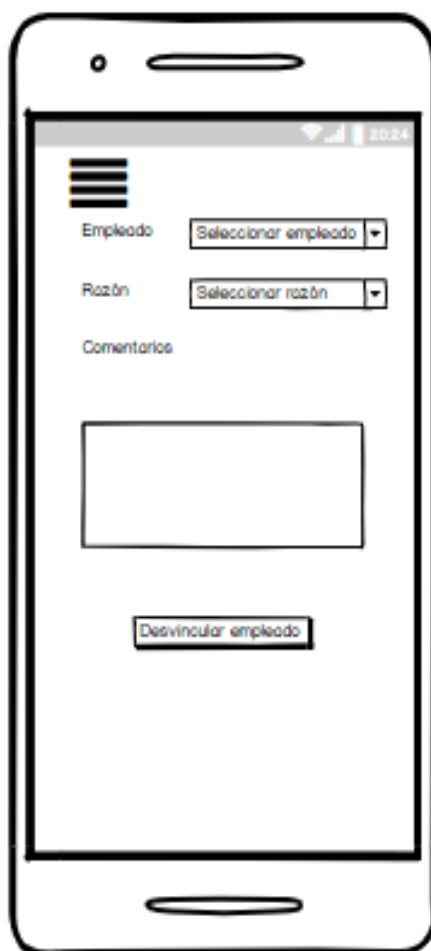 20:24
Empleado
Seleccionar empleado
Razón
Seleccionar razón
Comentarios
Desvincular empleado